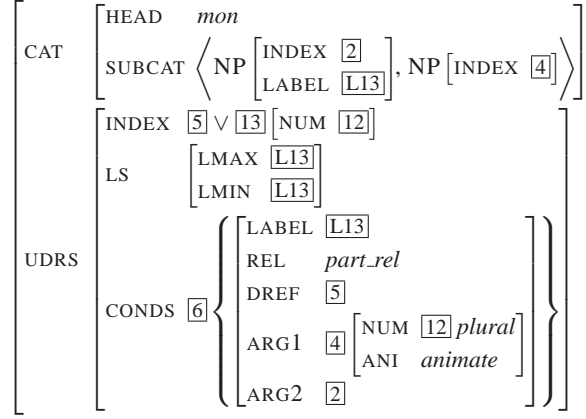 HEAD mon
CAT SUBCAT ⟨NP [INDEX 2, LABEL L13], NP [INDEX 4]⟩
INDEX 5 ∨ 13 [NUM 12]
LS LMAX L13
LMIN L13
LABEL L13
UDRS REL part_rel
DREF 5
CONDS 6 ARG1 4 NUM 12 plural
ANI animate
ARG2 2